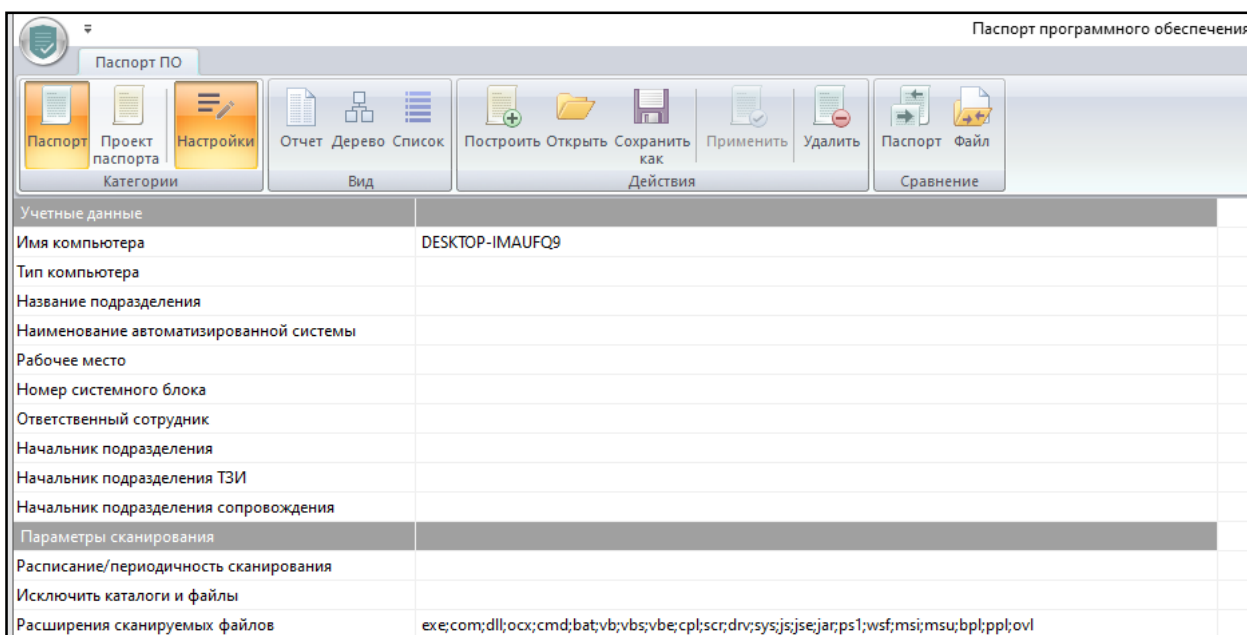 Паспорт программного обеспечения
Паспорт ПО
Паспорт Проект паспорта Настройки
Отчет Дерево Список
Построить Открыть Сохранить как Применить Удалить
Паспорт Файл
Категории Вид Действия Сравнение
Учетные данные
Имя компьютера DESKTOP-IMAUFQ9
Тип компьютера
Название подразделения
Наименование автоматизированной системы
Рабочее место
Номер системного блока
Ответственный сотрудник
Начальник подразделения
Начальник подразделения ТЗИ
Начальник подразделения сопровождения
Параметры сканирования
Расписание/периодичность сканирования
Исключить каталоги и файлы
Расширения сканируемых файлов exe;com;dll;ocx;cmd;bat;vb;vbs;vbe;cpl;scr;drv;sys;js;jse;jar;ps1;wsf;msi;msu;bpl;ppl;ovl